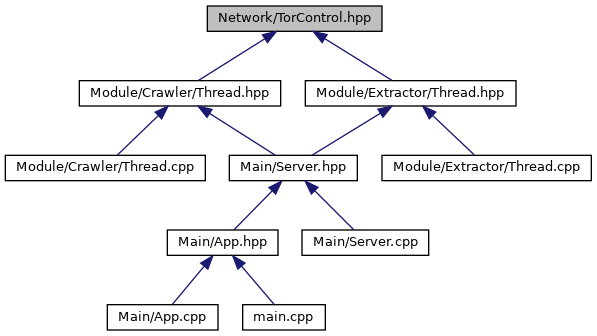 Network/TorControl.hpp
Module/Crawler/Thread.hpp
Module/Extractor/Thread.hpp
Module/Crawler/Thread.cpp
Main/Server.hpp
Module/Extractor/Thread.cpp
Main/App.hpp
Main/Server.cpp
Main/App.cpp
main.cpp